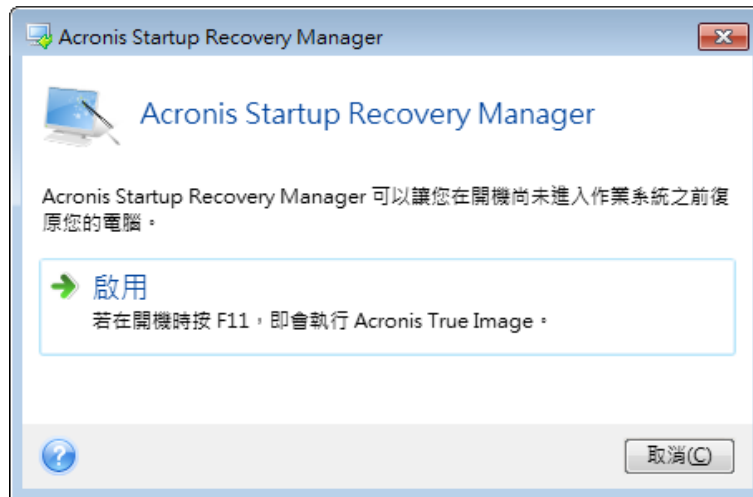 Acronis Startup Recovery Manager
Acronis Startup Recovery Manager
Acronis Startup Recovery Manager 可以讓您在開機尚未進入作業系統之前復
原您的電腦。
啟用
若在開機時按 F11，即會執行 Acronis True Image。
取消(C)